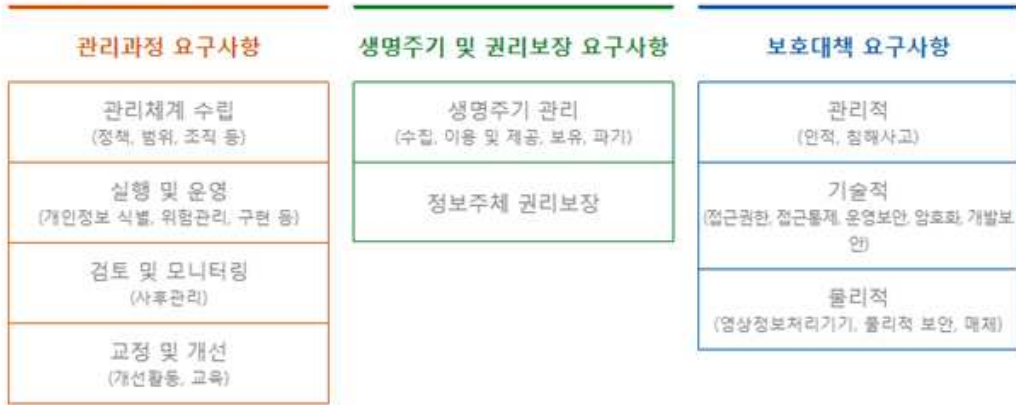 관리과정 요구사항
관리체계 수립
(정책, 범위, 조직 등)
실행 및 운영
(개인정보 식별, 위험관리, 구현 등)
검토 및 모니터링
(사후관리)
교정 및 개선
(개선활동, 교육)
생명주기 및 권리보장 요구사항
생명주기 관리
(수집, 이용 및 제공, 보유, 파기)
정보주체 권리보장
보호대책 요구사항
관리적
(인적, 침해사고)
기술적
(접근권한, 접근통제, 운영보안, 암호화, 개발보
안)
물리적
(영상정보처리기기, 물리적 보안, 매체)